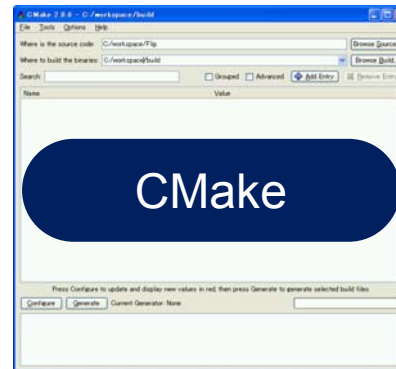 CMake 2.8.6 - C:/workspace/build
File Tools Options Help
Where is the source code: C:/workspace/Flip Browse Source
Where to build the binaries: C:/workspace/build Browse Build.
Search: Grouped Advanced Add Entry Remove Entry
Name Value
CMake
Press Configure to update and display new values in red, then press Generate to generate selected build files.
Configure Generate Current Generator: None